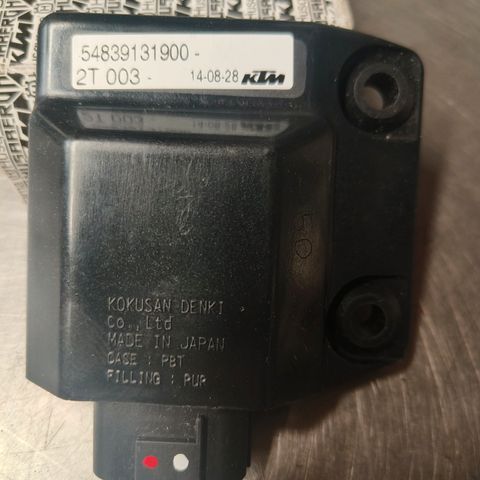 54839131900 -
2T 003 - 14-08-28 KTM
KOKUSAN DENKI
Co., Ltd
MADE IN JAPAN
CASE : PBT
FILLING : PUR